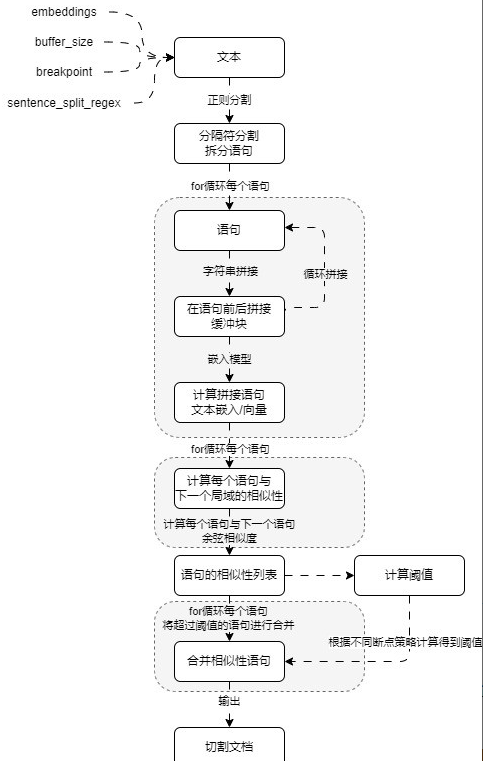 embeddings
buffer_size
breakpoint
sentence_split_regex
文本
正则分割
分隔符分割
拆分语句
for循环每个语句
语句
字符串拼接
循环拼接
在语句前后拼接
缓冲块
嵌入模型
计算拼接语句
文本嵌入/向量
for循环每个语句
计算每个语句与
下一个局域的相似性
计算每个语句与下一个语句
余弦相似度
语句的相似性列表
计算阈值
for循环每个语句
将超过阈值的语句进行合并
根据不同断点策略计算得到阈值
合并相似性语句
输出
切割文档